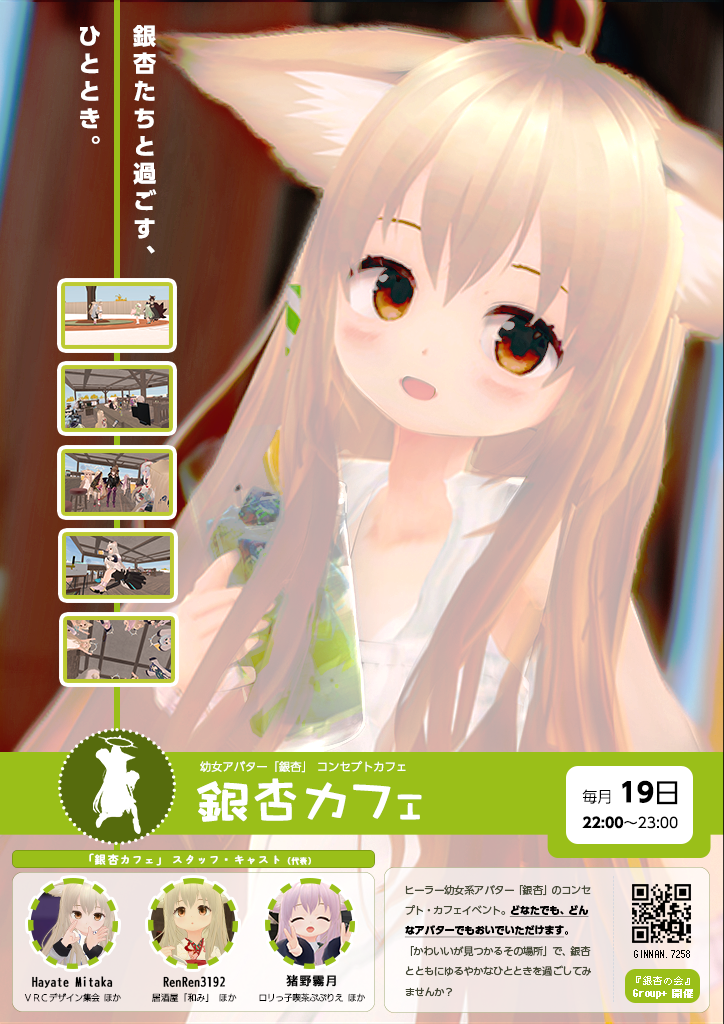 銀杏たちと過ごす、
ひととき。
幼女アバター「銀杏」 コンセプトカフェ
銀杏カフェ
毎月 19日
22:00～23:00
「銀杏カフェ」 スタッフ・キャスト (代表)
Hayate Mitaka
VRCデザイン集会 ほか
RenRen3192
居酒屋「和み」 ほか
猪野霧月
ロリっ子喫茶ぷぷりえ ほか
ヒーラー幼女系アバター「銀杏」のコンセ
プト・カフェイベント。どなたでも、どん
なアバターでもおいでいただけます。
「かわいいが見つかるその場所」で、銀杏
とともにゆるやかなひとときを過ごしてみ
ませんか？
GINNAN.7258
『銀杏の会』
Group+ 開催